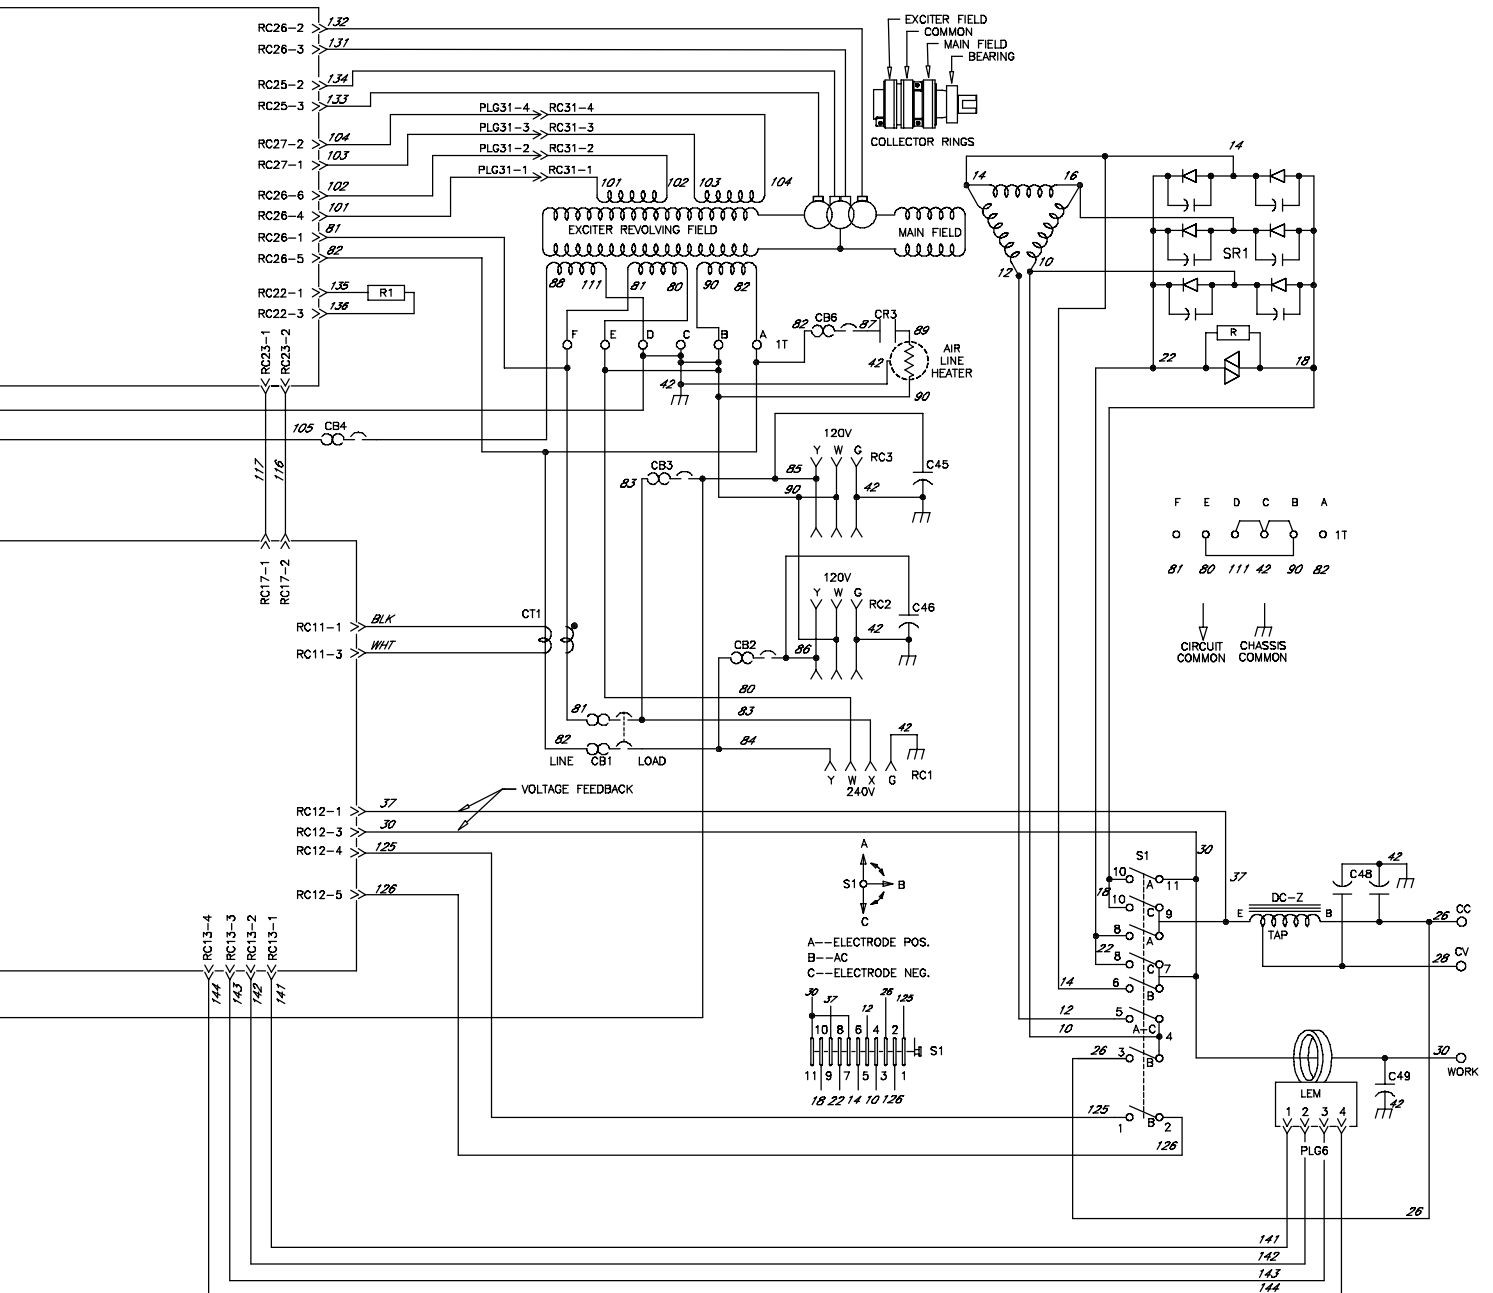 RC26-2 132
RC26-3 131
RC25-2 134
RC25-3 133
RC27-2 104
RC27-1 103
RC26-6 102
RC26-4 101
RC26-1 81
RC26-5 82
RC22-1 135 R1
RC22-3 136
RC23-1
RC23-2
PLG31-4 RC31-4
PLG31-3 RC31-3
PLG31-2 RC31-2
PLG31-1 RC31-1
101 102 103 104
EXCITER REVOLVING FIELD
MAIN FIELD
88 111 81 80 90 82
F E D C B A 1T
42
EXCITER FIELD
COMMON
MAIN FIELD
BEARING
COLLECTOR RINGS
82 CB6 87 CR3 89
42
AIR
LINE
HEATER
90
14 16
12 10
14
SR1
R
22 18
105 CB4
117
116
RC17-1
RC17-2
83 CB3 85
120V
Y W G RC3
90 42
C45
120V
Y W G RC2
42
C46
CB2 86
CT1
RC11-1 BLK
RC11-3 WHT
80
81 83
82 84
LINE CB1 LOAD
42
Y W X G RC1
240V
F E D C B A
1T
81 80 111 42 90 82
CIRCUIT
COMMON
CHASSIS
COMMON
VOLTAGE FEEDBACK
RC12-1 37
RC12-3 30
RC12-4 125
RC12-5 126
RC13-4
RC13-3
RC13-2
RC13-1
144
143
142
141
A
S1 B
C
A--ELECTRODE POS.
B--AC
C--ELECTRODE NEG.
30 37 12 26 125
10 8 6 4 2
S1
11 9 7 5 3 1
18 22 14 10 126
S1
30
37
10 A 11
18
10 C 9
8 A
22
8 C 7
14 6 B
12 5
A-C
10 4
26 3 B
125 1 B 2
126
DC-Z
E B
TAP
C48 42
26 CC
28 CV
30
WORK
C49
42
LEM
1 2 3 4
PLG6
26
141
142
143
144